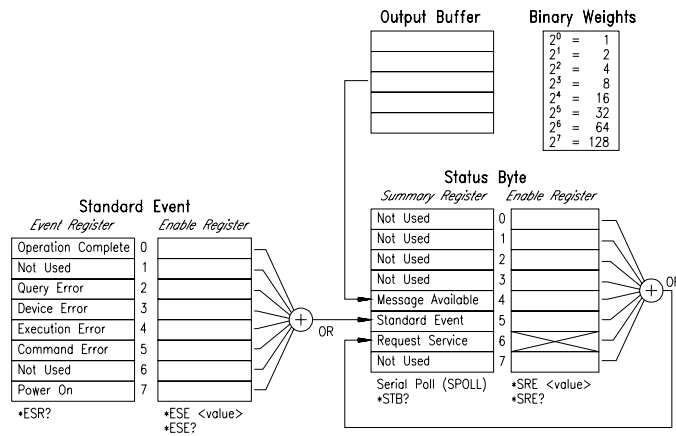 Output Buffer
Binary Weights
2⁰ = 1
2¹ = 2
2² = 4
2³ = 8
2⁴ = 16
2⁵ = 32
2⁶ = 64
2⁷ = 128
Status Byte
Summary Register Enable Register
Not Used 0
Not Used 1
Not Used 2
Not Used 3
Message Available 4
Standard Event 5
Request Service 6
Not Used 7
OR
Serial Poll (SPOLL)
*STB?
*SRE <value>
*SRE?
Standard Event
Event Register Enable Register
Operation Complete 0
Not Used 1
Query Error 2
Device Error 3
Execution Error 4
Command Error 5
Not Used 6
Power On 7
OR
*ESR?
*ESE <value>
*ESE?